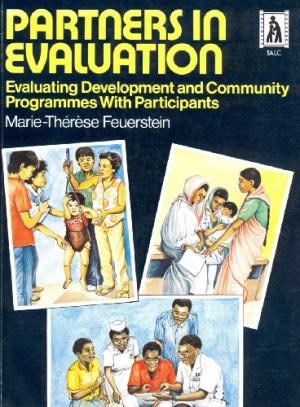 PARTNERS IN
EVALUATION
Evaluating Development and Community
Programmes With Participants
Marie-Thérèse Feuerstein
TALC